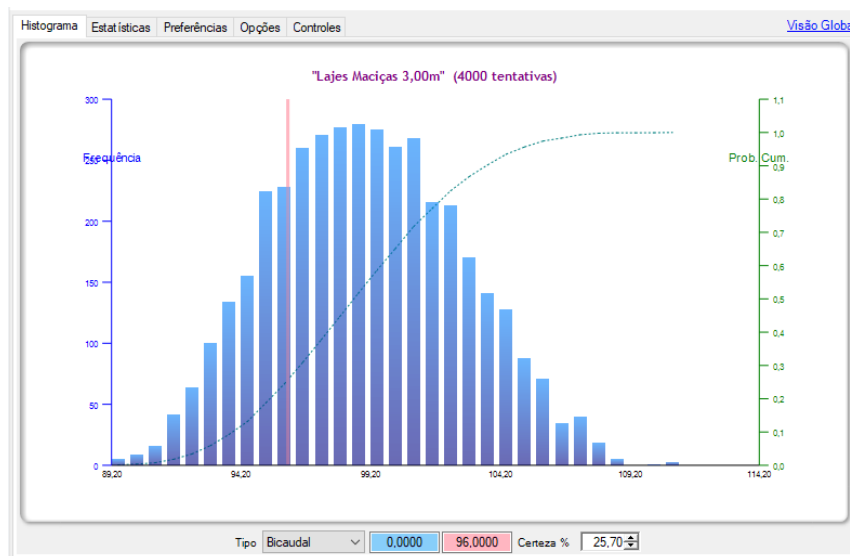 Histograma Estatísticas Preferências Opções Controles Visão Globa
"Lajes Maciças 3,00m" (4000 tentativas)
300 1,1
1,0
Frequência Prob. Cum.
250 0,9
0,8
200
0,7
0,6
150
0,5
100 0,4
0,3
50 0,2
0,1
0 0,0
89,20 94,20 99,20 104,20 109,20 114,20
Tipo Bicaudal 0,0000 96,0000 Certeza % 25,70